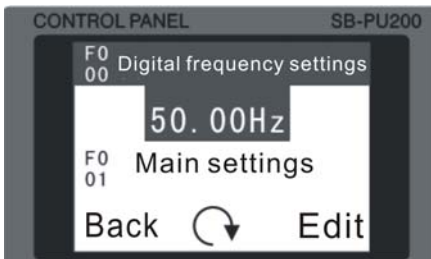 CONTROL PANEL SB-PU200
F0
00 Digital frequency settings
50.00Hz
F0
01 Main settings
Back Edit